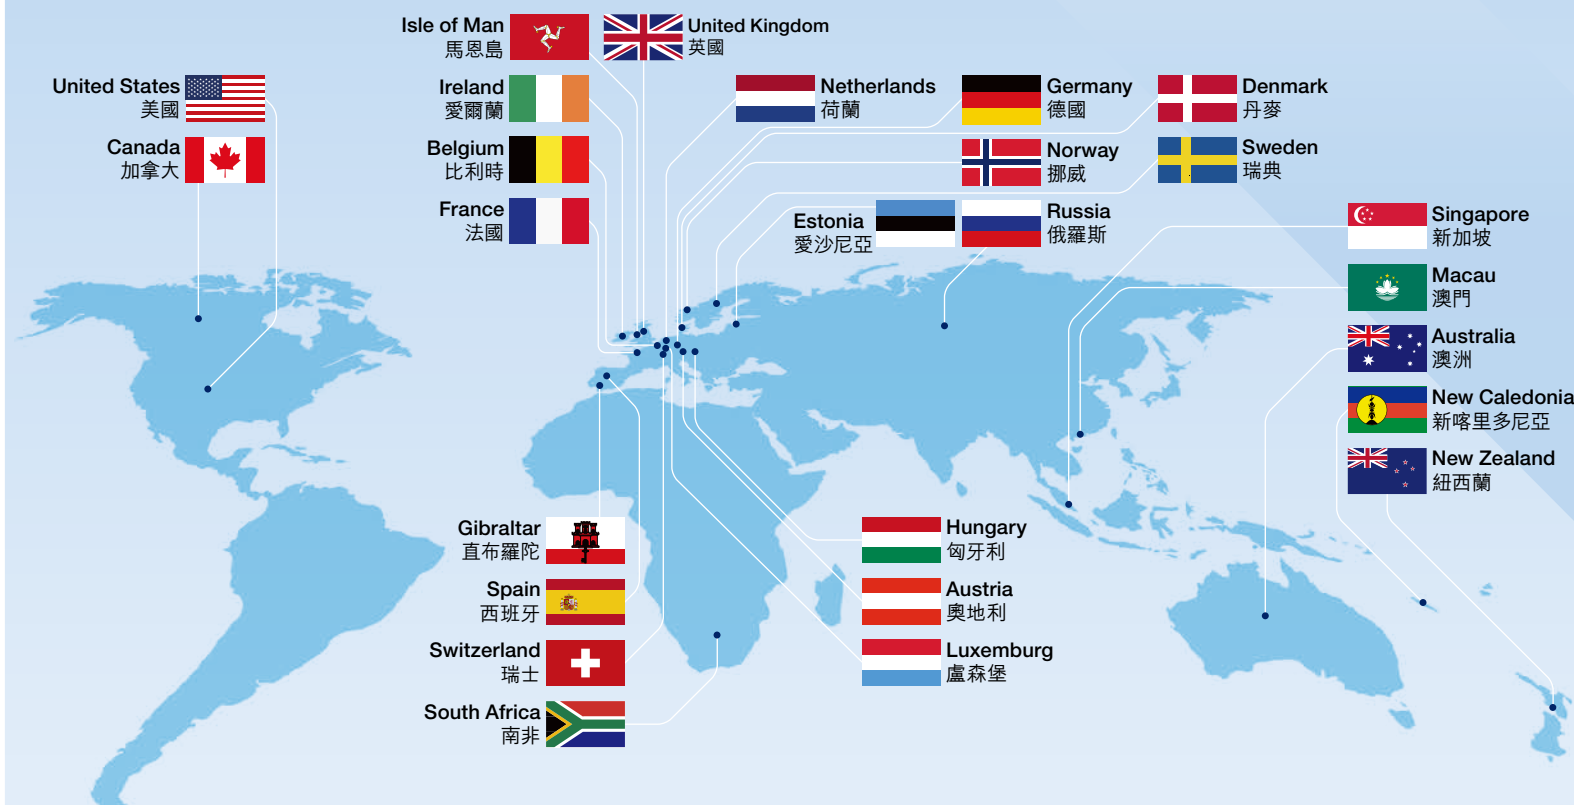 Isle of Man
馬恩島
United Kingdom
英國
United States
美國
Canada
加拿大
Ireland
愛爾蘭
Belgium
比利時
France
法國
Netherlands
荷蘭
Germany
德國
Denmark
丹麥
Norway
挪威
Sweden
瑞典
Estonia
愛沙尼亞
Russia
俄羅斯
Singapore
新加坡
Macau
澳門
Australia
澳洲
New Caledonia
新喀里多尼亞
New Zealand
紐西蘭
Gibraltar
直布羅陀
Spain
西班牙
Switzerland
瑞士
South Africa
南非
Hungary
匈牙利
Austria
奧地利
Luxemburg
盧森堡